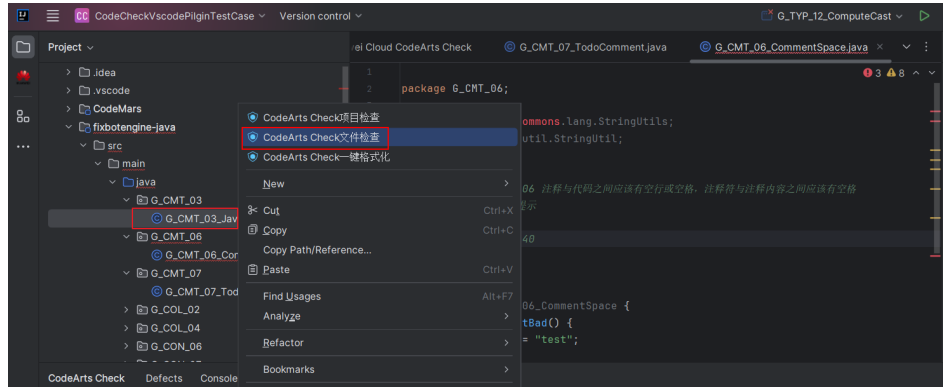 CC CodeCheckVscodePilginTestCase Version control G_TYP_12_ComputeCast
Project
ei Cloud CodeArts Check
G_CMT_07_TodoComment.java
G_CMT_06_CommentSpace.java
.idea
.vscode
CodeMars
fixbotengine-java
src
main
java
G_CMT_03
G_CMT_03_Jav
G_CMT_06
G_CMT_06_Con
G_CMT_07
G_CMT_07_Tod
G_COL_02
G_COL_04
G_CON_06
CodeArts Check项目检查
CodeArts Check文件检查
CodeArts Check一键格式化
New
Cut Ctrl+X
Copy Ctrl+C
Copy Path/Reference...
Paste Ctrl+V
Find Usages Alt+F7
Analyze
Refactor
Bookmarks
1
2 package G_CMT_06;
3 8
ommons.lang.StringUtils;
util.StringUtil;
06 注释与代码之间应该有空行或空格，注释符与注释内容之间应该有空格
提示
40
06_CommentSpace {
tBad() {
= "test";
CodeArts Check Defects Console